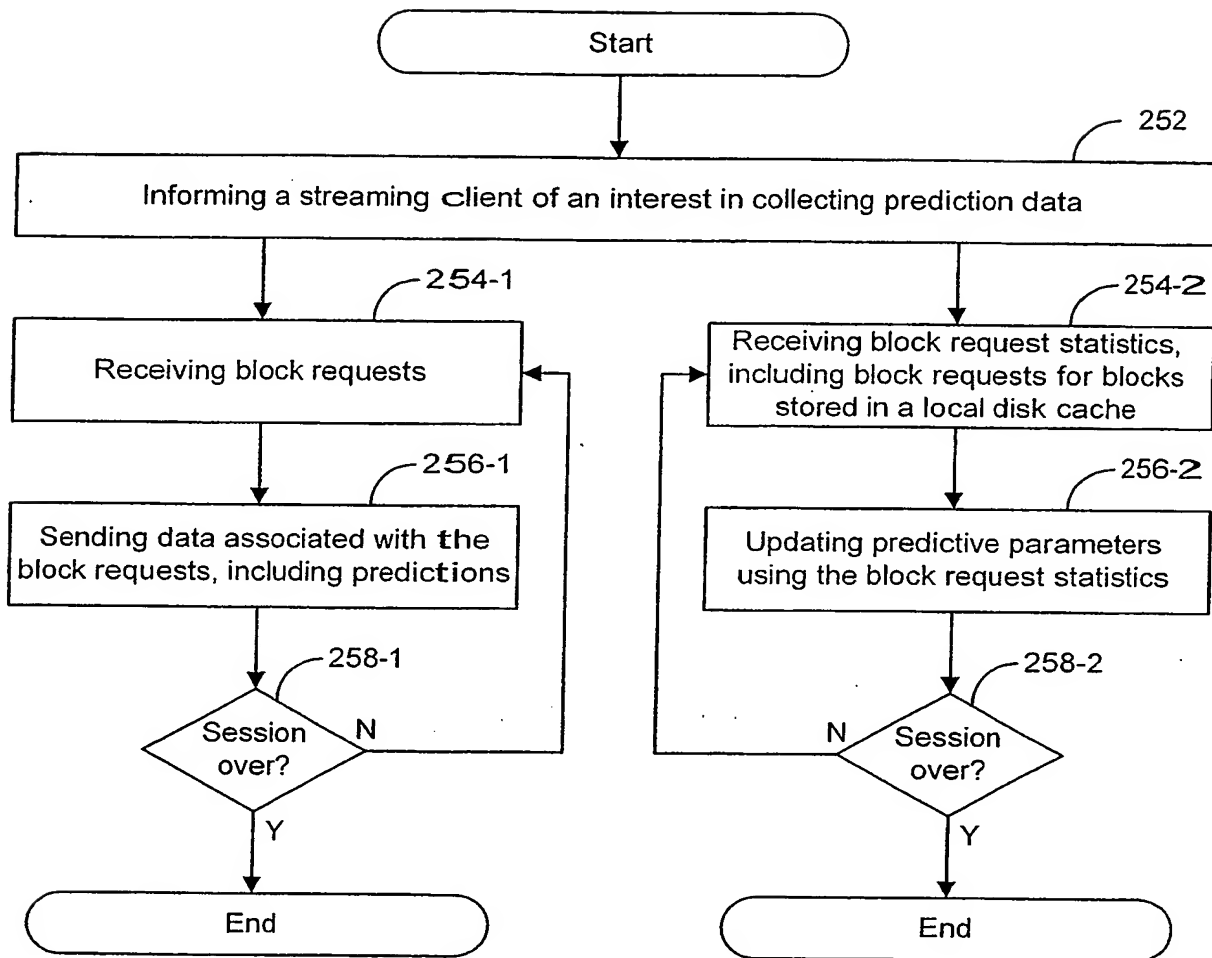 Start
252
Informing a streaming client of an interest in collecting prediction data
254-1
Receiving block requests
256-1
Sending data associated with the
block requests, including predictions
258-1
Session
over?
N
Y
End
254-2
Receiving block request statistics,
including block requests for blocks
stored in a local disk cache
256-2
Updating predictive parameters
using the block request statistics
258-2
N
Session
over?
Y
End